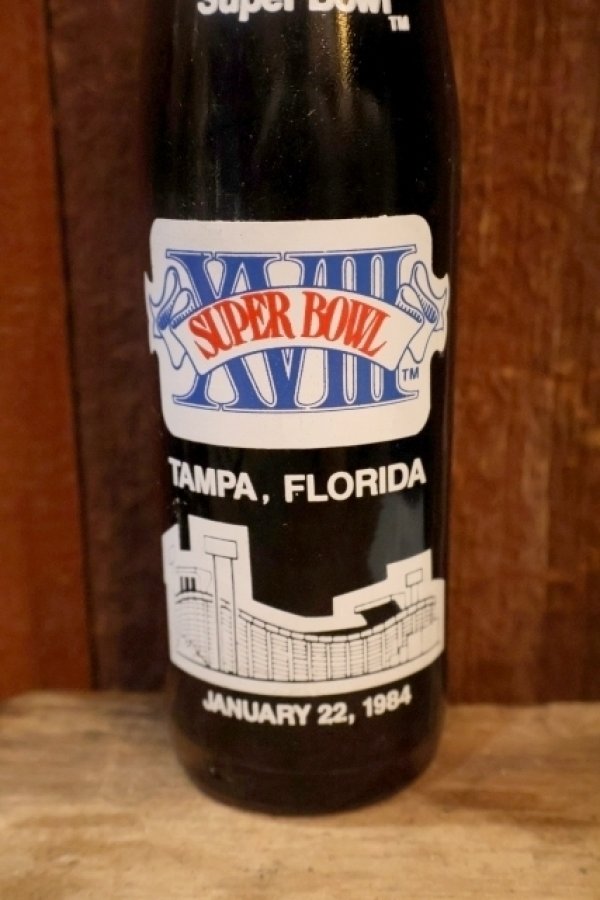 Super Bowl
TM
XVIII
SUPER BOWL
TM
TAMPA, FLORIDA
JANUARY 22, 1984